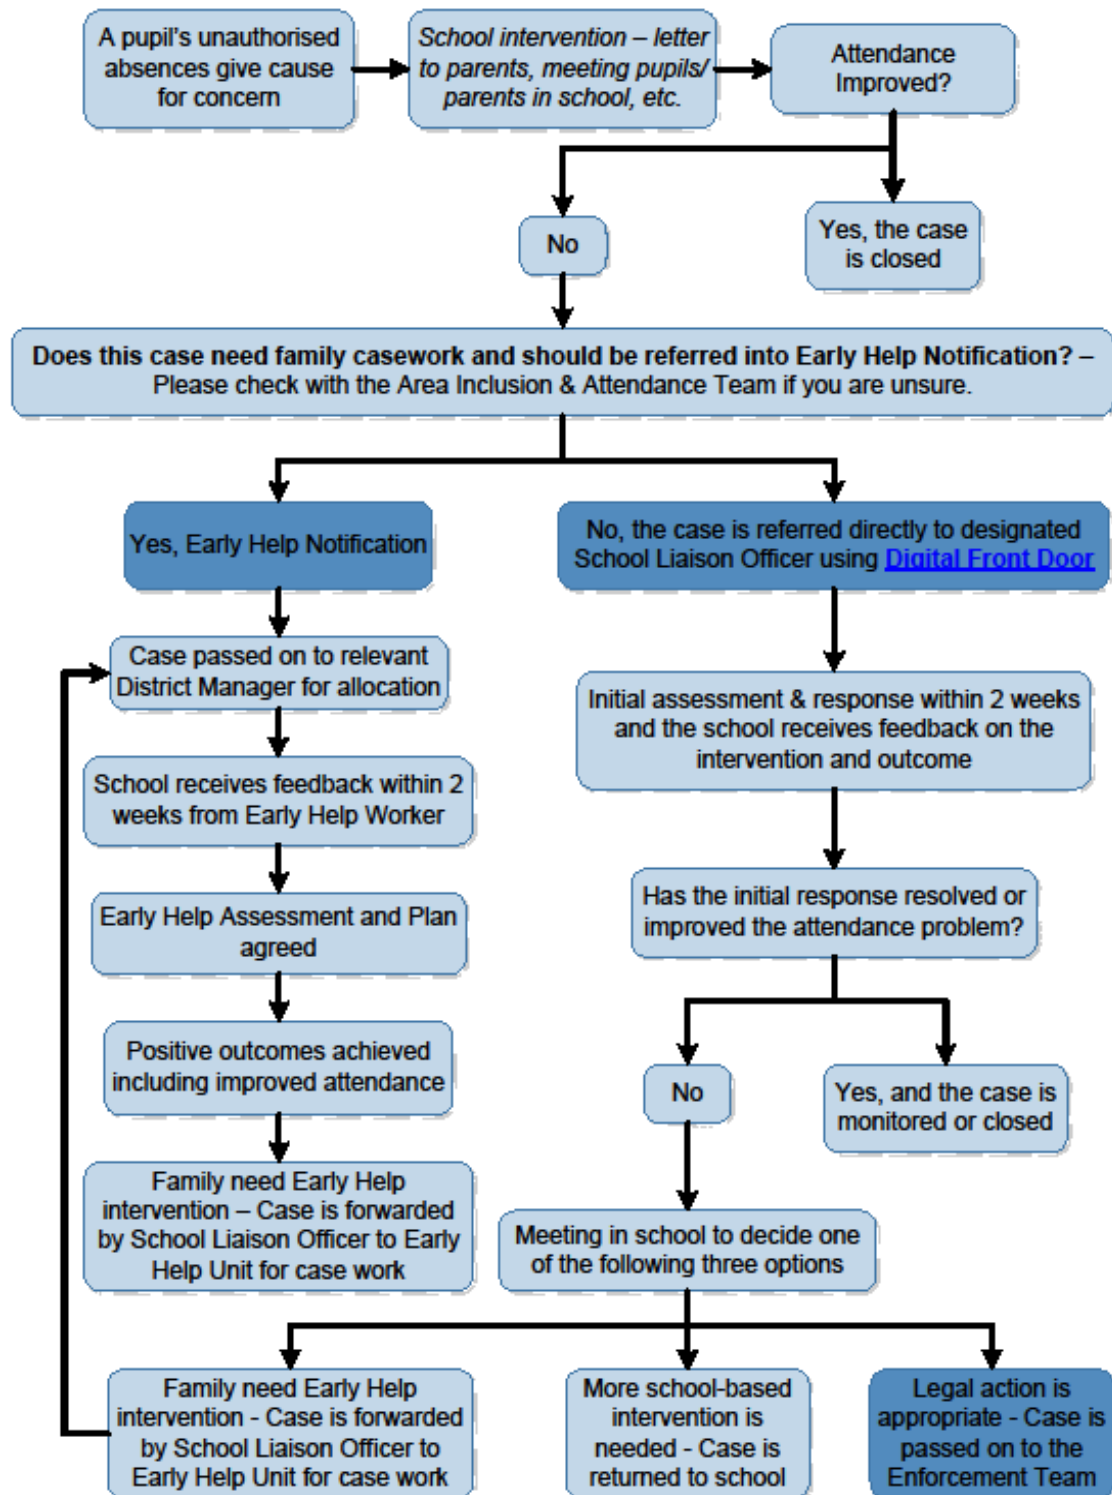 A pupil's unauthorised
absences give cause
for concern
School intervention – letter
to parents, meeting pupils/
parents in school, etc.
Attendance
Improved?
No
Yes, the case
is closed
Does this case need family casework and should be referred into Early Help Notification? –
Please check with the Area Inclusion & Attendance Team if you are unsure.
Yes, Early Help Notification
Case passed on to relevant
District Manager for allocation
School receives feedback within 2
weeks from Early Help Worker
Early Help Assessment and Plan
agreed
Positive outcomes achieved
including improved attendance
Family need Early Help
intervention – Case is forwarded
by School Liaison Officer to Early
Help Unit for case work
No, the case is referred directly to designated
School Liaison Officer using Digital Front Door
Initial assessment & response within 2 weeks
and the school receives feedback on the
intervention and outcome
Has the initial response resolved or
improved the attendance problem?
No
Yes, and the case is
monitored or closed
Meeting in school to decide one
of the following three options
Family need Early Help
intervention - Case is forwarded
by School Liaison Officer to
Early Help Unit for case work
More school-based
intervention is
needed - Case is
returned to school
Legal action is
appropriate - Case is
passed on to the
Enforcement Team